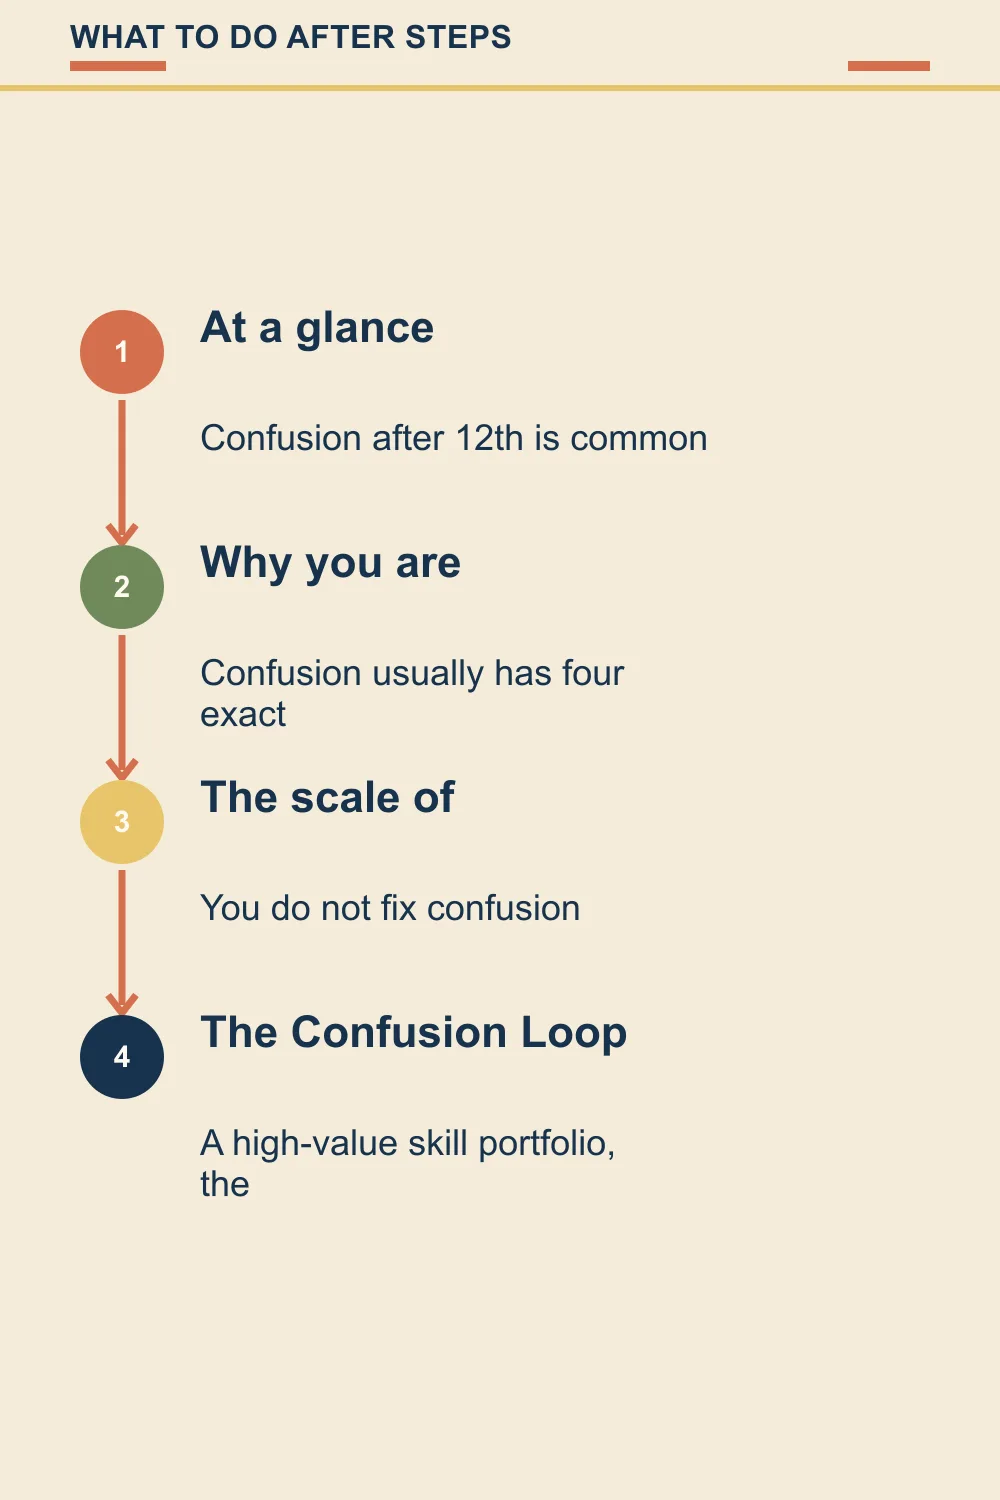 WHAT TO DO AFTER STEPS
1
At a glance
Confusion after 12th is common
2
Why you are
Confusion usually has four
exact
3
The scale of
You do not fix confusion
4
The Confusion Loop
A high-value skill portfolio,
the